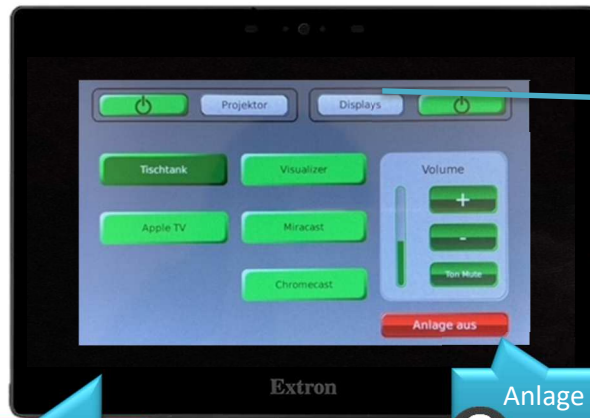 Projektor Displays
Tischtank Visualizer Volume
+
Apple TV Miracast
-
Chromecast Ton Mute
Anlage aus
Extron
Anlage